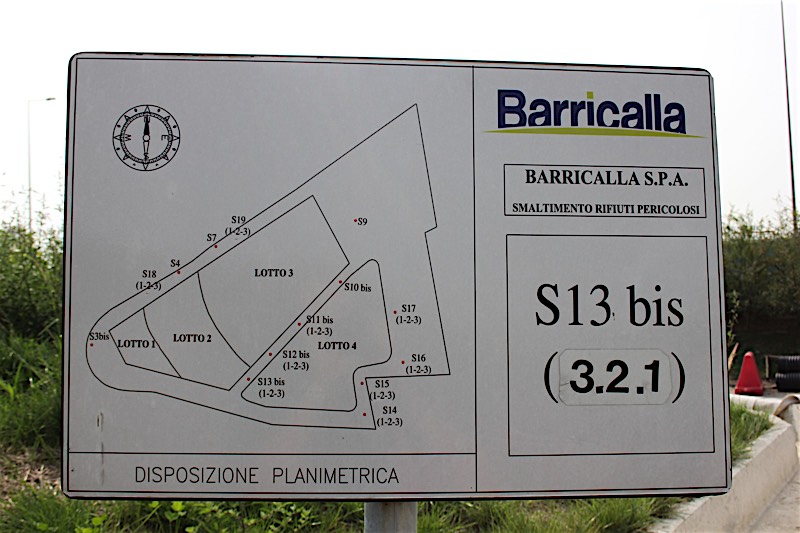 Barricalla
BARRICALLA S.P.A.
SMALTIMENTO RIFIUTI PERICOLOSI
S13 bis
(3.2.1)
N
E
S
W
S9
S19
(1-2-3)
S7
S4
S18
(1-2-3)
LOTTO 3
S10 bis
S17
(1-2-3)
S11 bis
(1-2-3)
S3bis
LOTTO 1
LOTTO 2
LOTTO 4
S12 bis
(1-2-3)
S16
(1-2-3)
S13 bis
(1-2-3)
S15
(1-2-3)
S14
(1-2-3)
DISPOSIZIONE PLANIMETRICA